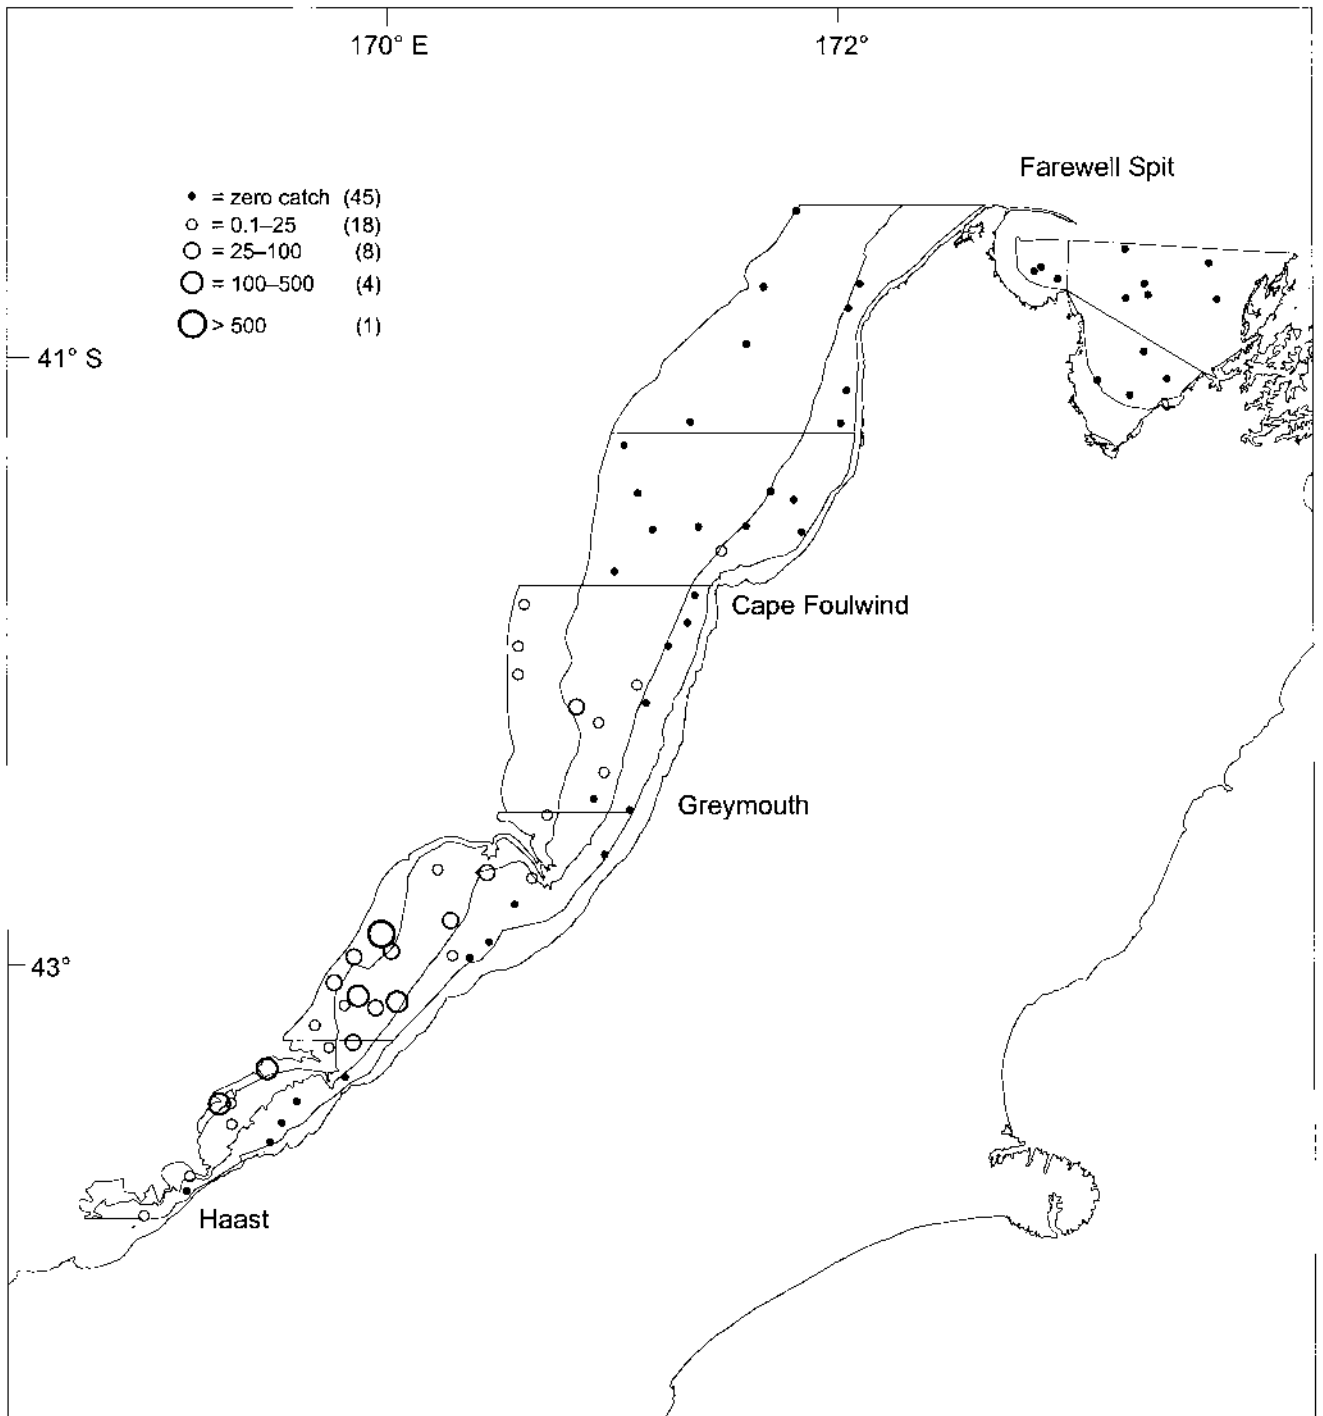 170° E 172°
Farewell Spit
• = zero catch (45)
○ = 0.1–25 (18)
○ = 25–100 (8)
○ = 100–500 (4)
○ > 500 (1)
41° S
Cape Foulwind
Greymouth
43°
Haast